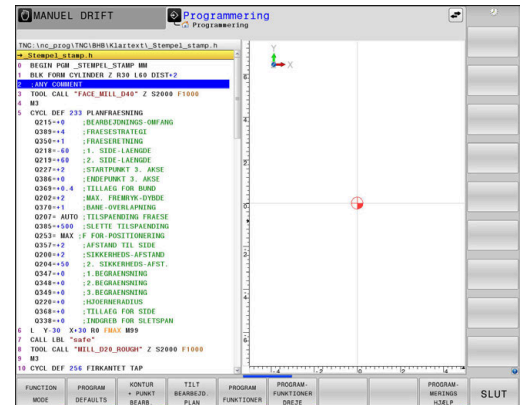 MANUEL DRIFT
Programmering
Programmering
TNC:\nc_prog\TNC\BHB\Klartext\_Stempel_stamp.h
→_Stempel_stamp.h
0 BEGIN PGM _STEMPEL_STAMP MM
1 BLK FORM CYLINDER Z R30 L60 DIST+2
2 ;ANY COMMENT
3 TOOL CALL "FACE_MILL_D40" Z S2000 F1000
4 M3
5 CYCL DEF 233 PLANFRAESNING
Q215=+0 ;BEARBEJDNINGS-OMFANG
Q389=+4 ;FRAESESTRATEGI
Q350=+1 ;FRAESERETNING
Q218=-60 ;1. SIDE-LAENGDE
Q219=+60 ;2. SIDE-LAENGDE
Q227=+2 ;STARTPUNKT 3. AKSE
Q386=+0 ;ENDEPUNKT 3. AKSE
Q369=+0.4 ;TILLAEG FOR BUND
Q202=+2 ;MAX. FREMRYK-DYBDE
Q370=+1 ;BANE-OVERLAPNING
Q207= AUTO ;TILSPAENDING FRAESE
Q385=+500 ;SLETTE TILSPAENDING
Q253= MAX ;F FOR-POSITIONERING
Q357=+2 ;AFSTAND TIL SIDE
Q200=+2 ;SIKKERHEDS-AFSTAND
Q204=+50 ;2. SIKKERHEDS-AFST.
Q347=+0 ;1.BEGRAENSNING
Q348=+0 ;2.BEGRAENSNING
Q349=+0 ;3.BEGRAENSNING
Q220=+0 ;HJOERNERADIUS
Q368=+0 ;TILLAEG FOR SIDE
Q338=+0 ;INDGREB FOR SLETSPAN
6 L Y-30 X+30 R0 FMAX M99
7 CALL LBL "safe"
8 TOOL CALL "MILL_D20_ROUGH" Z S2000 F1000
9 M3
10 CYCL DEF 256 FIRKANTET TAP
Y
X
FUNCTION MODE
PROGRAM DEFAULTS
KONTUR + PUNKT BEARB.
TILT BEARBEJD. PLAN
PROGRAM FUNKTIONER
PROGRAM- FUNKTIONER DREJE
PROGRAM- MERINGS HJÆLP
SLUT